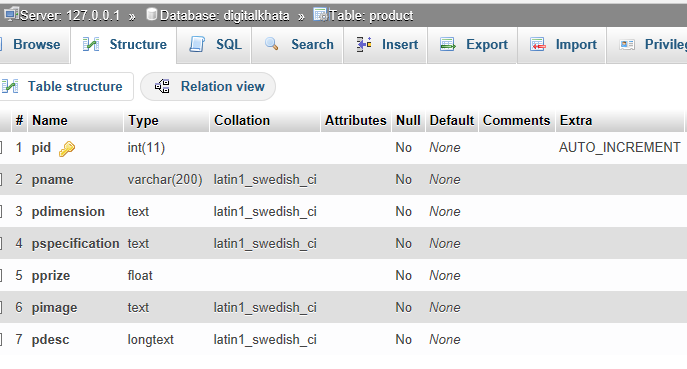 Server: 127.0.0.1 » Database: digitalkhata » Table: product
Browse Structure SQL Search Insert Export Import
Table structure Relation view
# Name Type Collation Attributes Null Default Comments Extra
1 pid int(11) No None AUTO_INCREMENT
2 pname varchar(200) latin1_swedish_ci No None
3 pdimension text latin1_swedish_ci No None
4 pspecification text latin1_swedish_ci No None
5 pprize float No None
6 pimage text latin1_swedish_ci No None
7 pdesc longtext latin1_swedish_ci No None